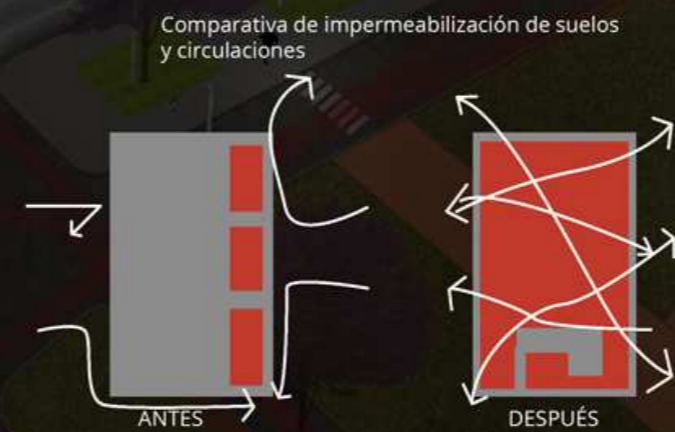 Comparativa de impermeabilización de suelos
y circulaciones
ANTES
DESPUÉS